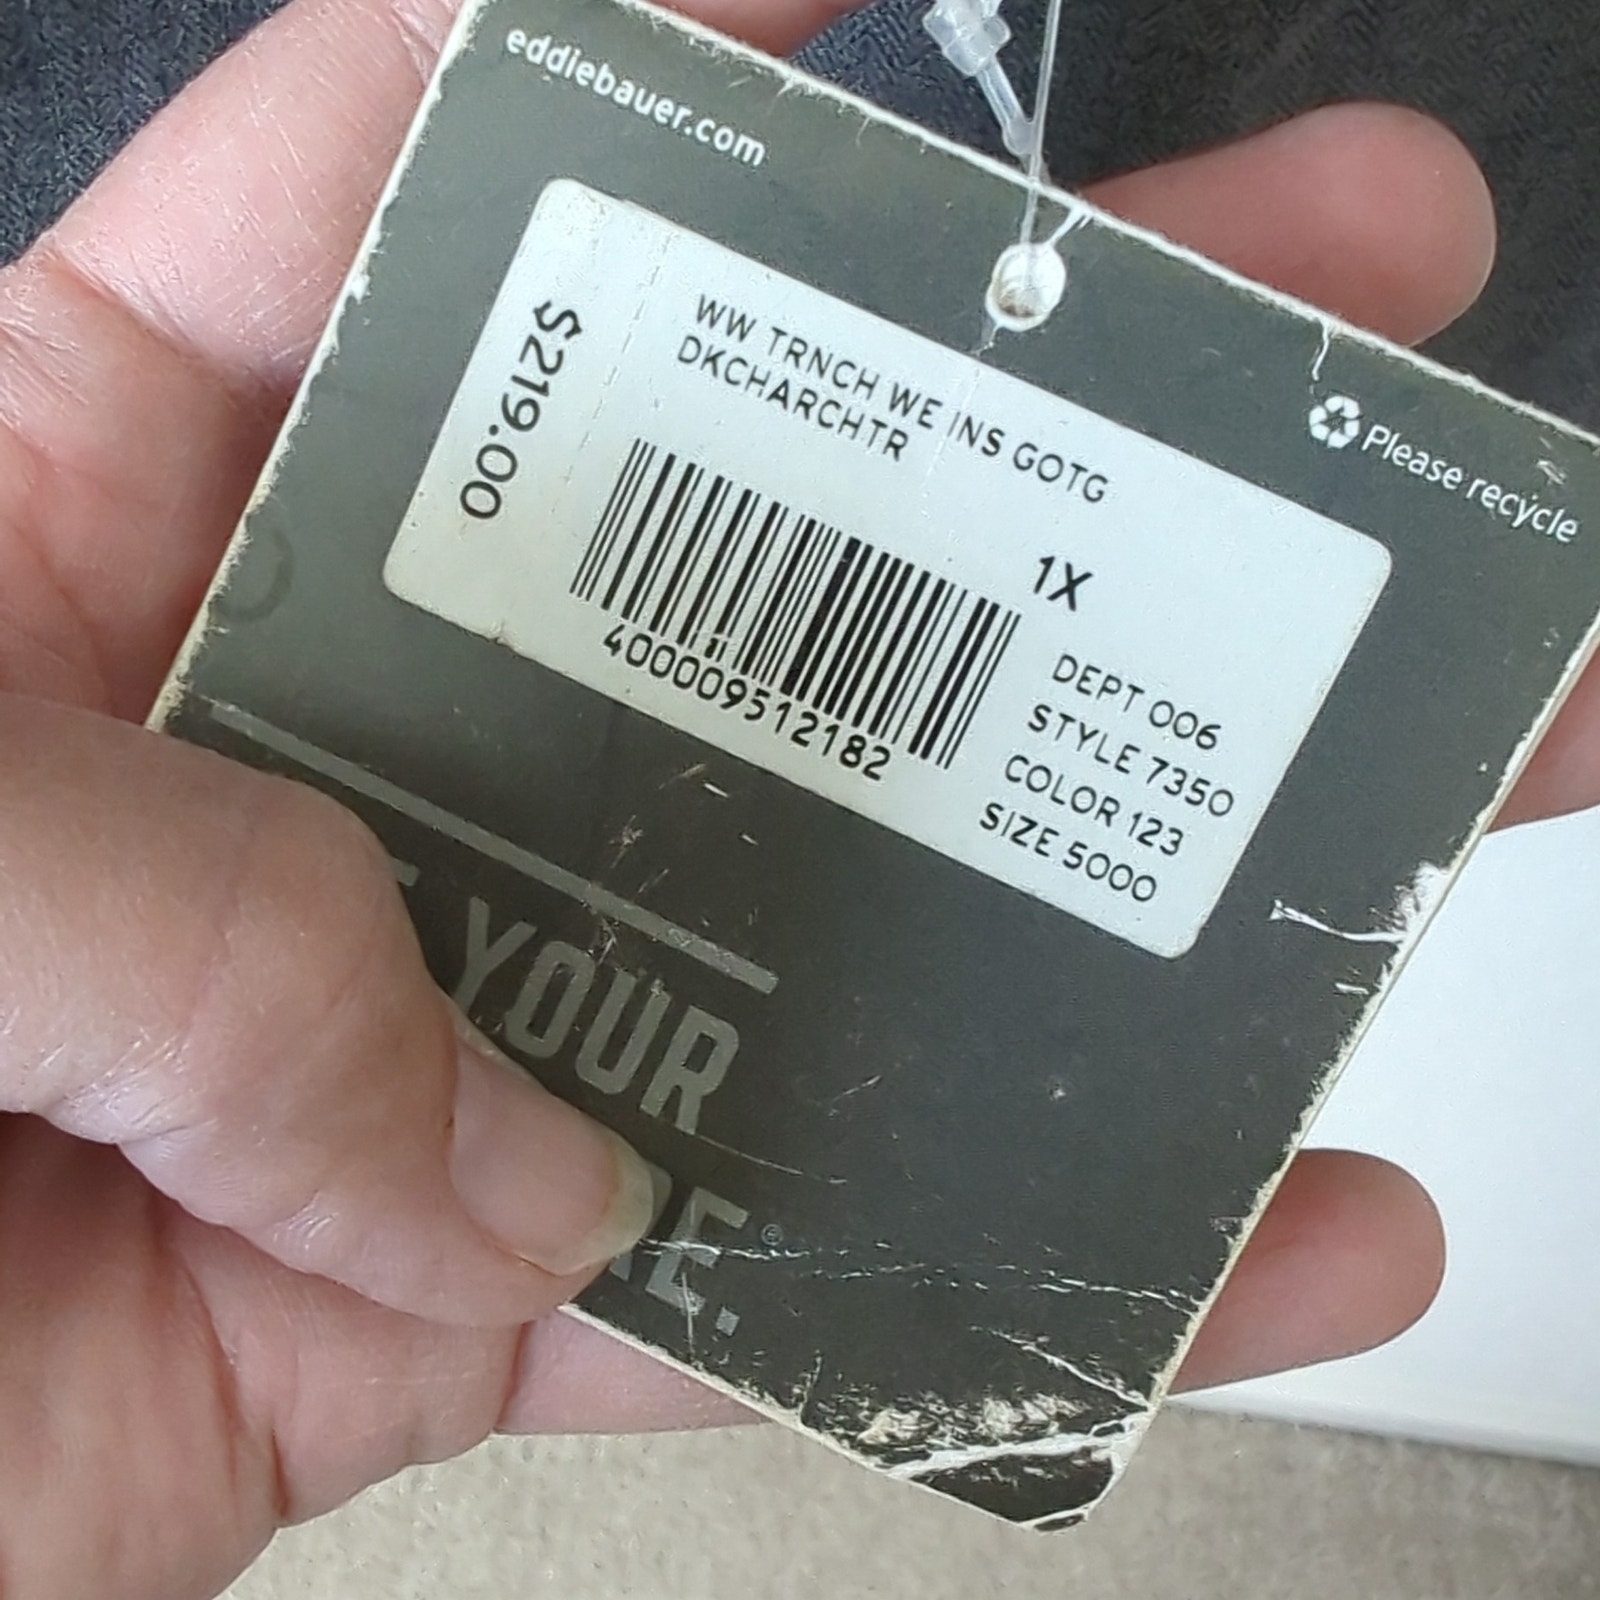 eddiebauer.com
Please recycle
$219.00
WW TRNCH WE INS GOTG
DKCHARCHTR
1X
400009512182
DEPT 006
STYLE 7350
COLOR 123
SIZE 5000
YOUR
RE.®